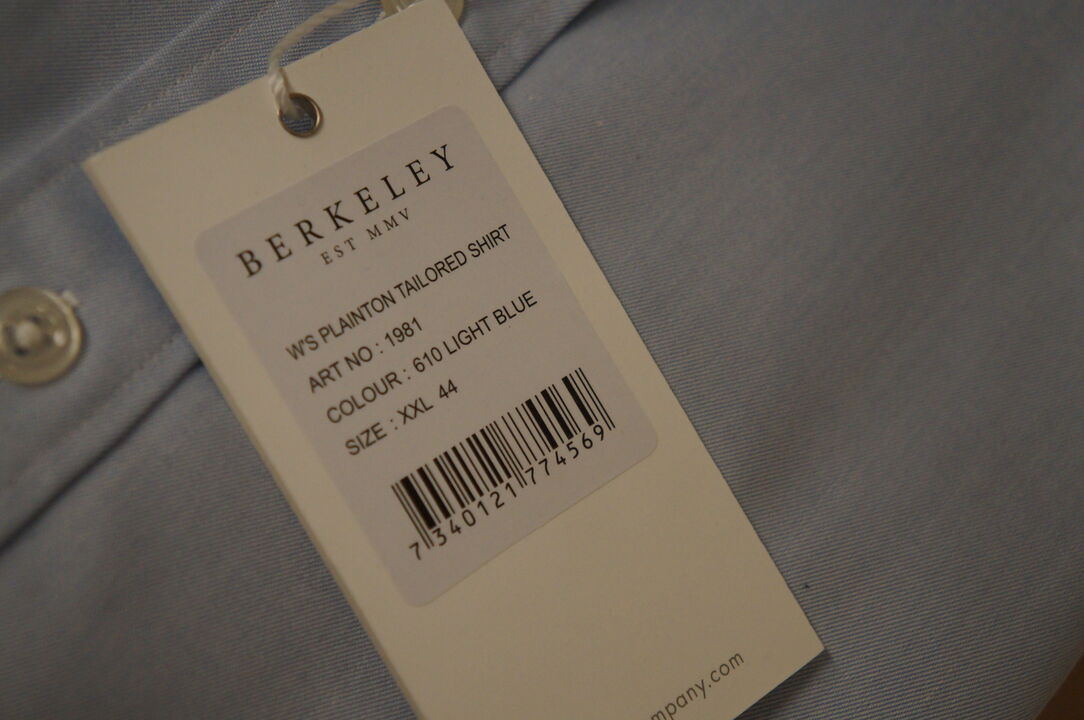 BERKELEY
EST MMV
W'S PLAINTON TAILORED SHIRT
ART NO : 1981
COLOUR : 610 LIGHT BLUE
SIZE : XXL 44
7 340121 774569
mpany.com